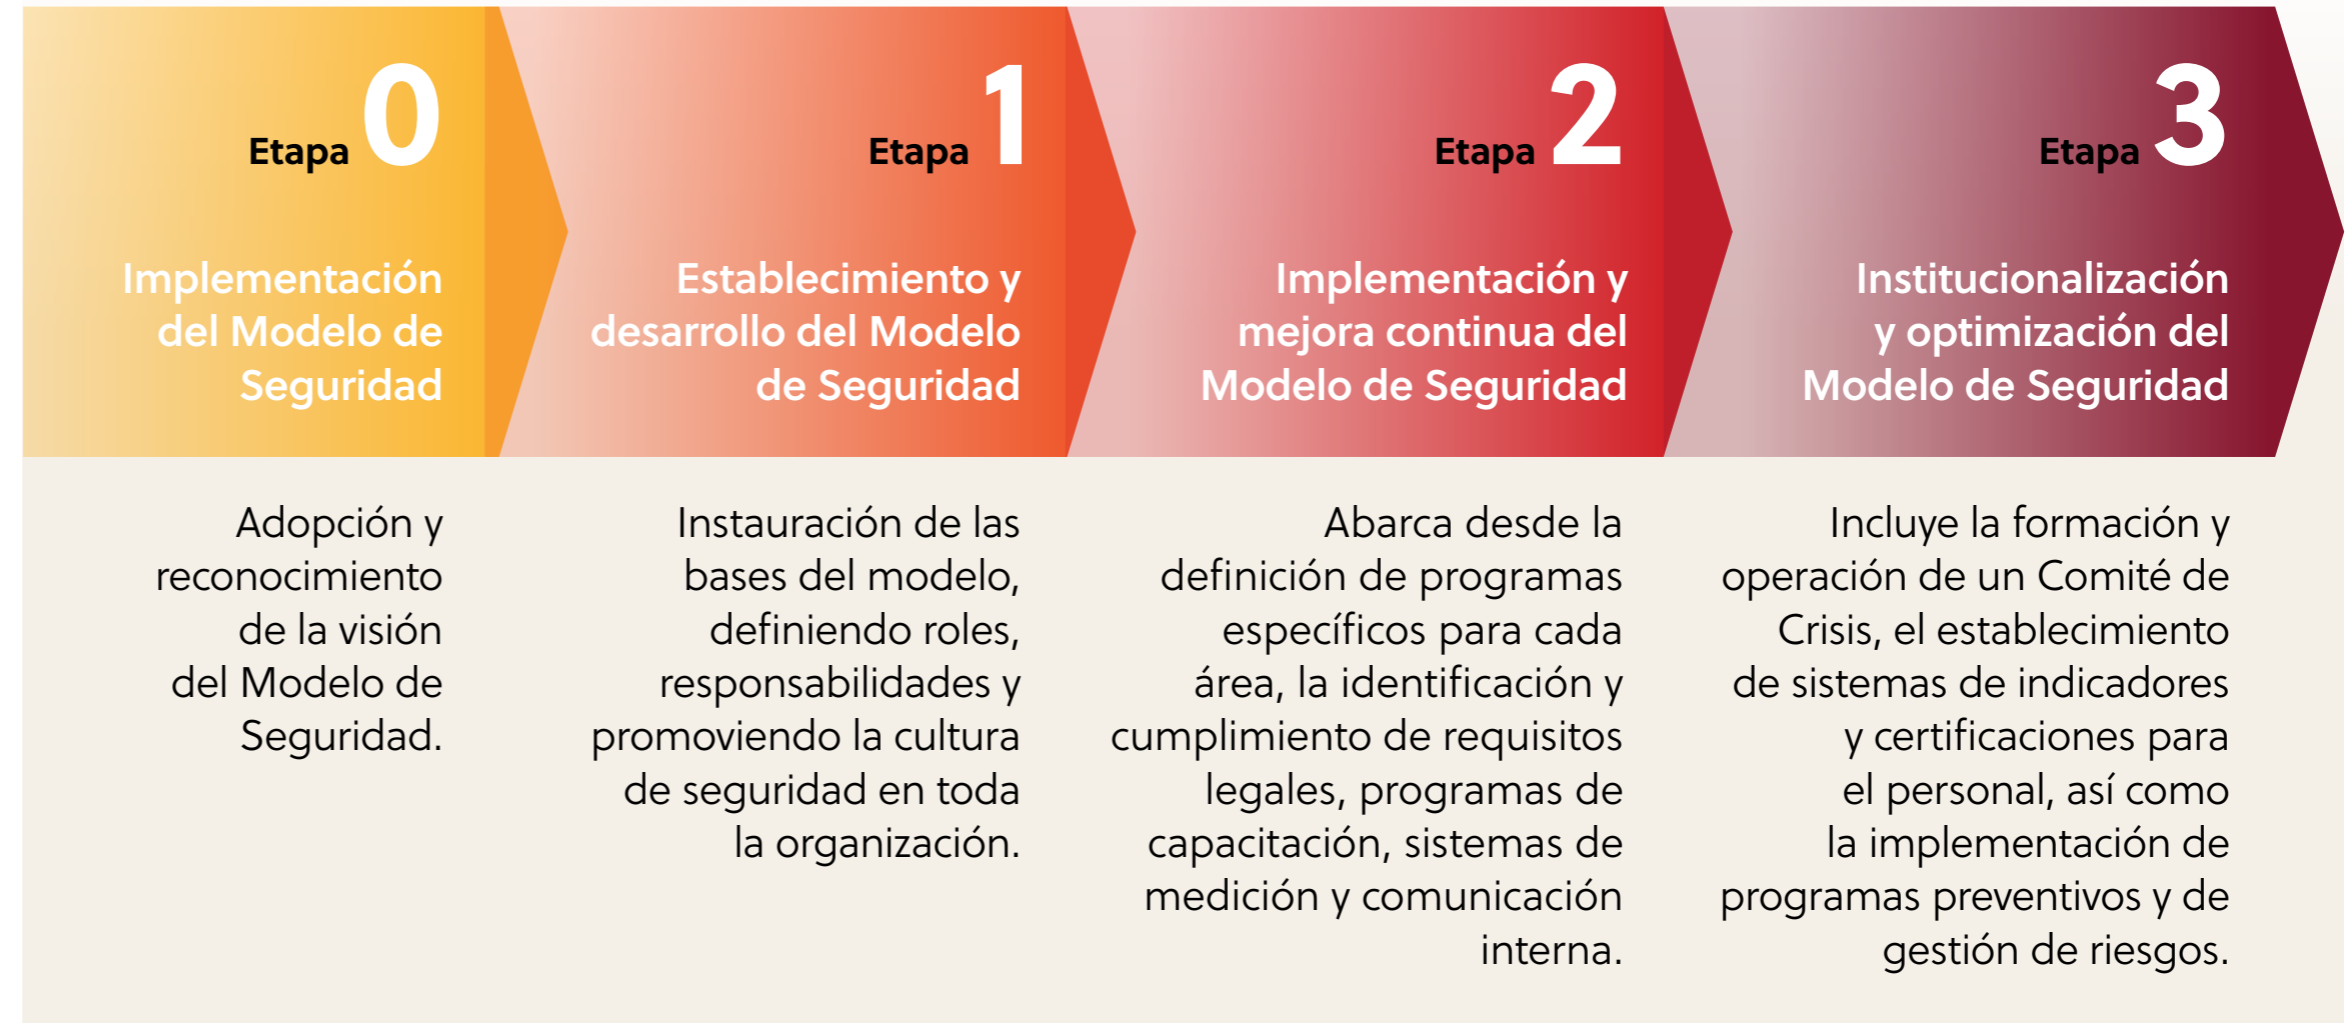 Etapa 0
Implementación
del Modelo de
Seguridad
Adopción y
reconocimiento
de la visión
del Modelo de
Seguridad.
Etapa 1
Establecimiento y
desarrollo del Modelo
de Seguridad
Instauración de las
bases del modelo,
definiendo roles,
responsabilidades y
promoviendo la cultura
de seguridad en toda
la organización.
Etapa 2
Implementación y
mejora continua del
Modelo de Seguridad
Abarca desde la
definición de programas
específicos para cada
área, la identificación y
cumplimiento de requisitos
legales, programas de
capacitación, sistemas de
medición y comunicación
interna.
Etapa 3
Institucionalización
y optimización del
Modelo de Seguridad
Incluye la formación y
operación de un Comité de
Crisis, el establecimiento
de sistemas de indicadores
y certificaciones para
el personal, así como
la implementación de
programas preventivos y de
gestión de riesgos.